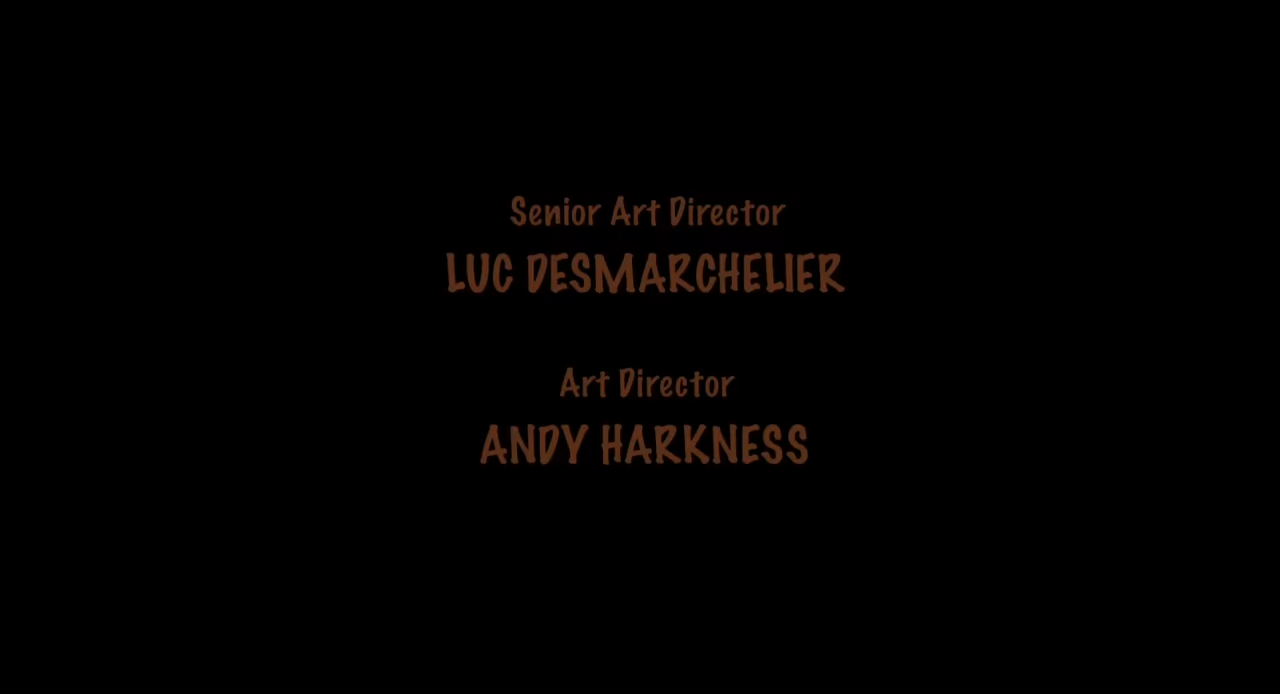 Senior Art Director
LUC DESMARCHELIER
Art Director
ANDY HARKNESS